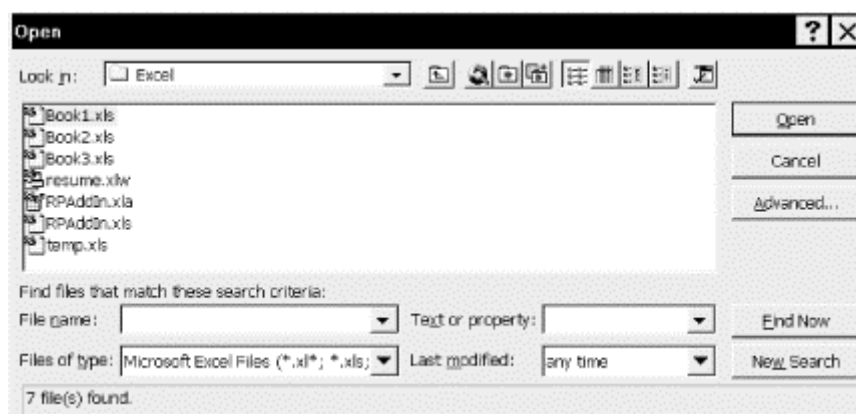 Open
Look in: Excel
Book1.xls
Book2.xls
Book3.xls
resume.xlw
RPAddIn.xla
RPAddIn.xls
temp.xls
Open
Cancel
Advanced...
Find files that match these search criteria:
File name: Text or property: Find Now
Files of type: Microsoft Excel Files (*.xl*; *.xls; Last modified: any time New Search
7 file(s) found.